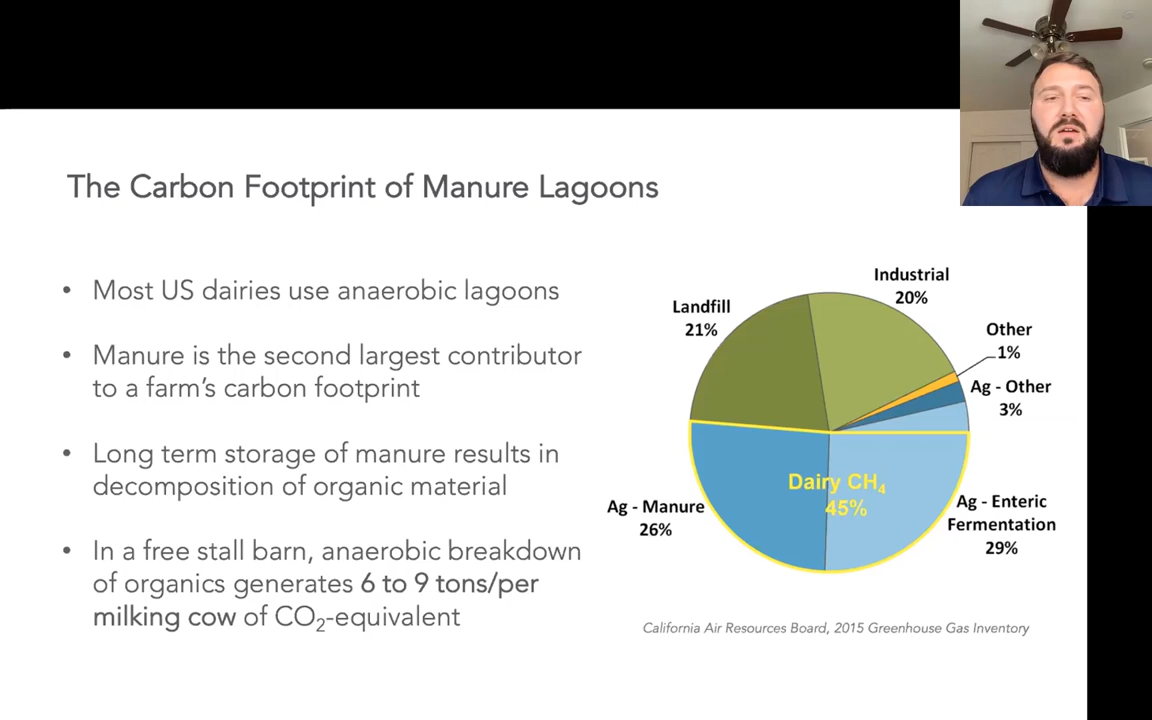 The Carbon Footprint of Manure Lagoons
• Most US dairies use anaerobic lagoons
• Manure is the second largest contributor
to a farm's carbon footprint
• Long term storage of manure results in
decomposition of organic material
• In a free stall barn, anaerobic breakdown
of organics generates 6 to 9 tons/per
milking cow of CO₂-equivalent
Industrial
20%
Landfill
21%
Other
1%
Ag - Other
3%
Dairy CH₄
45%
Ag - Manure
26%
Ag - Enteric
Fermentation
29%
California Air Resources Board, 2015 Greenhouse Gas Inventory